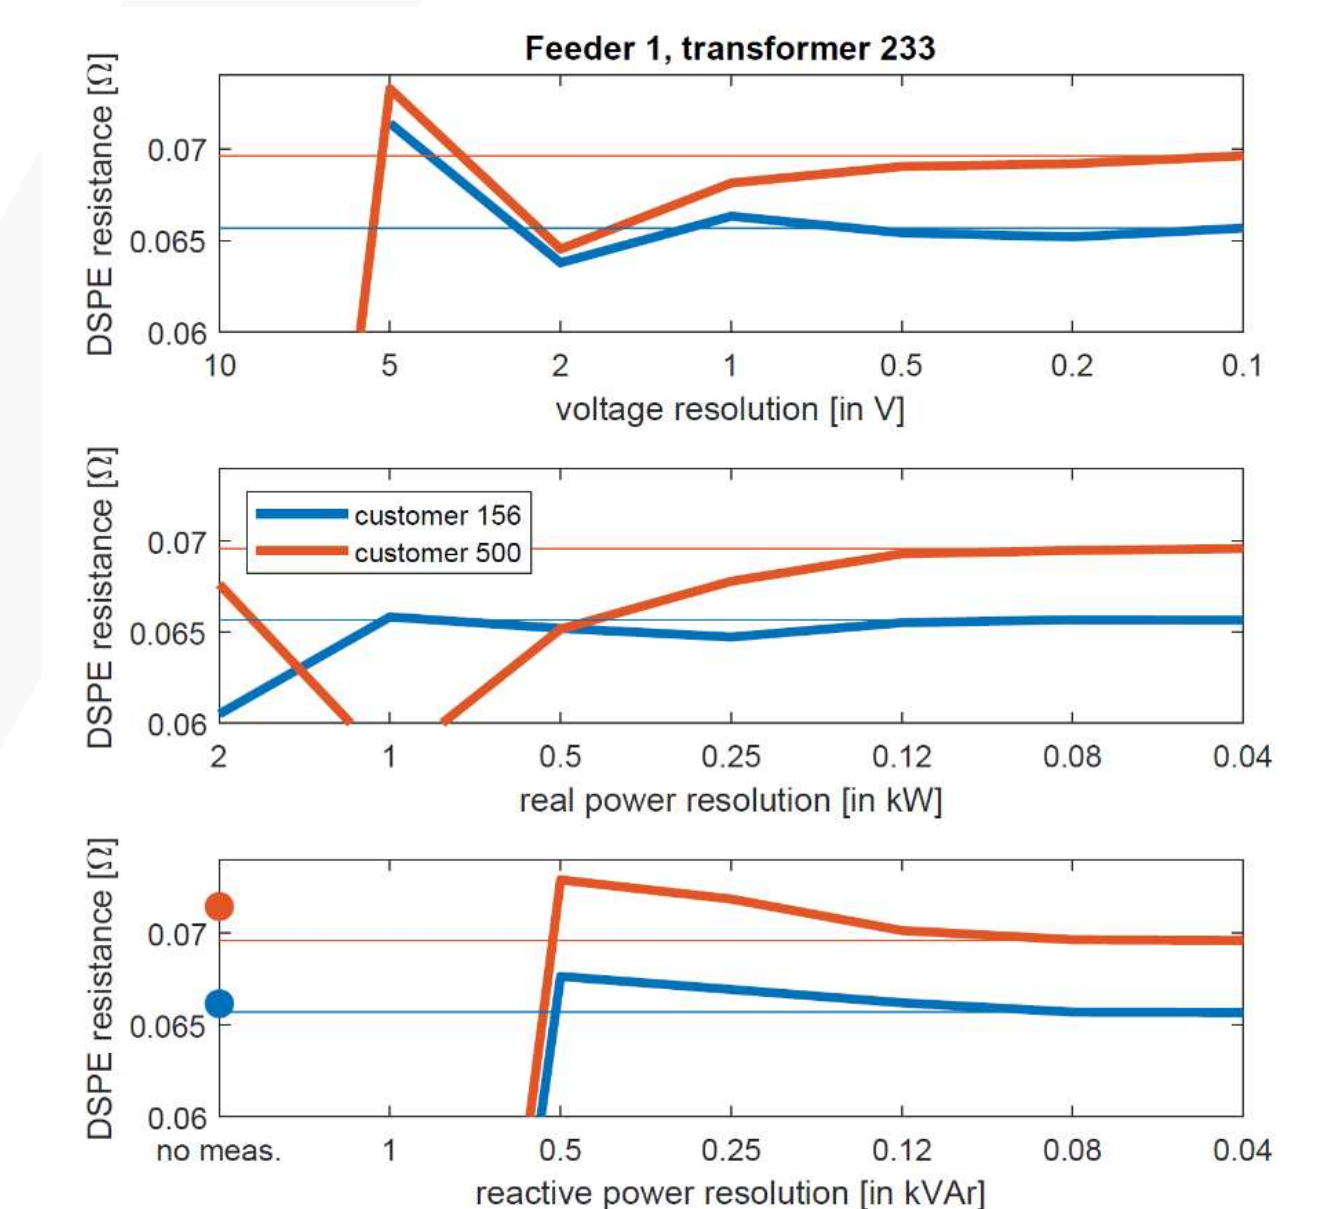 Feeder 1, transformer 233
DSPE resistance [Ω]
0.07
0.065
0.06
10 5 2 1 0.5 0.2 0.1
voltage resolution [in V]
DSPE resistance [Ω]
customer 156
customer 500
0.07
0.065
0.06
2 1 0.5 0.25 0.12 0.08 0.04
real power resolution [in kW]
DSPE resistance [Ω]
0.07
0.065
0.06
no meas. 1 0.5 0.25 0.12 0.08 0.04
reactive power resolution [in kVAr]